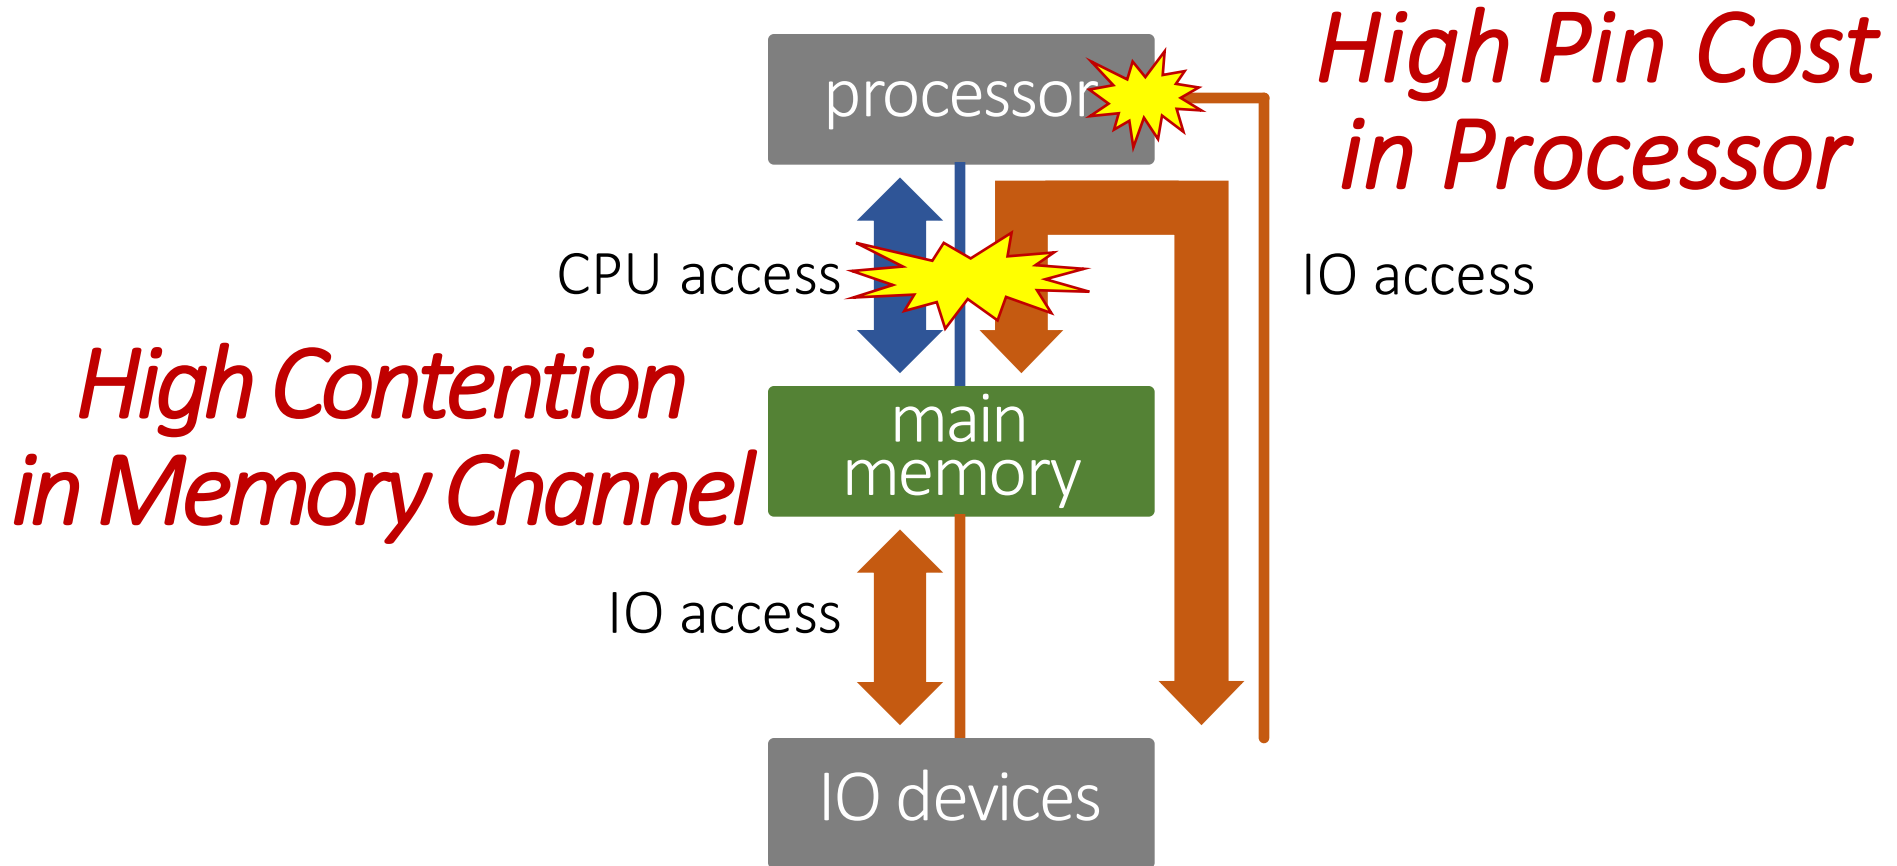 High Pin Cost
in Processor
processor
CPU access
IO access
High Contention
in Memory Channel
main
memory
IO access
IO devices